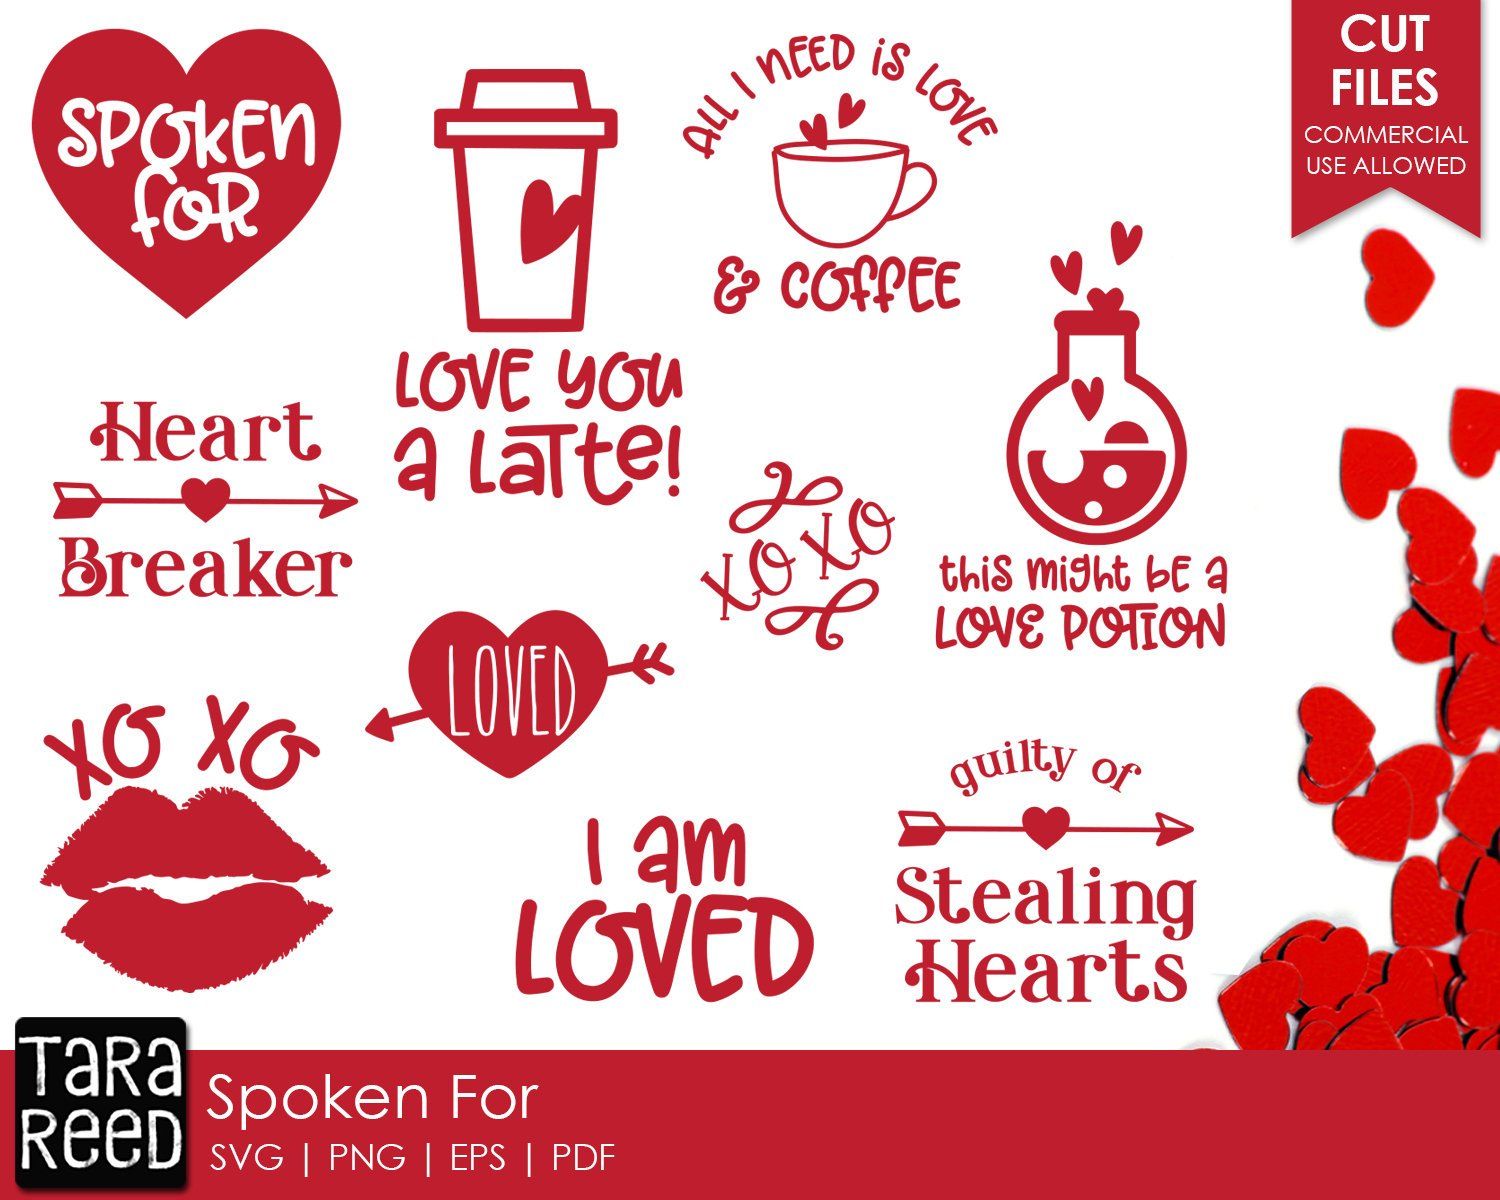 SPOKEN
FOR
ALL I NEED iS LOVE
& COFFEE
CUT
FILES
COMMERCIAL
USE ALLOWED
LOVE YOU
a LaTTe!
Heart
Breaker
XOXO
this might bE a
LOVE POTION
LOVED
XO XO
I am
LOVED
guilty of
Stealing
Hearts
TaRa
ReeD
Spoken For
SVG | PNG | EPS | PDF